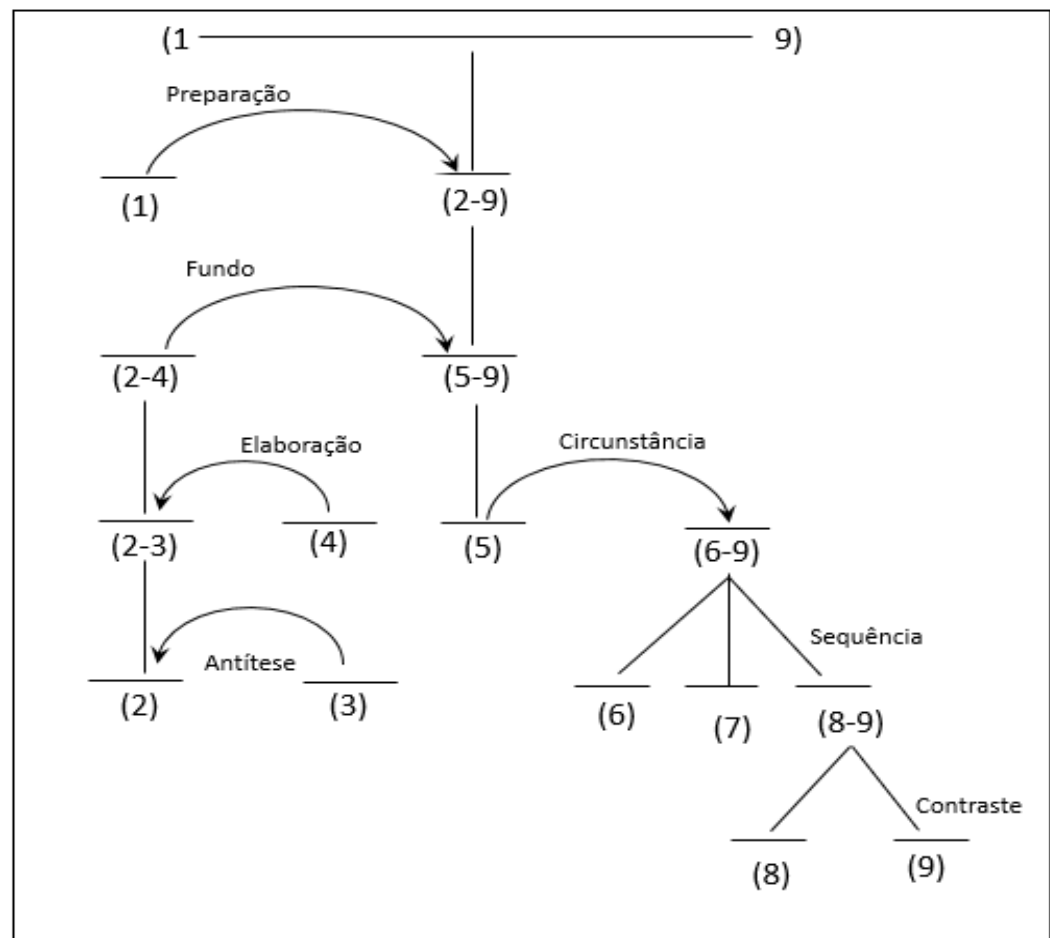 (1 9)
Preparação
(1) (2-9)
Fundo
(2-4) (5-9)
Elaboração Circunstância
(2-3) (4) (5) (6-9)
Sequência
Antítese
(2) (3) (6) (7) (8-9)
Contraste
(8) (9)